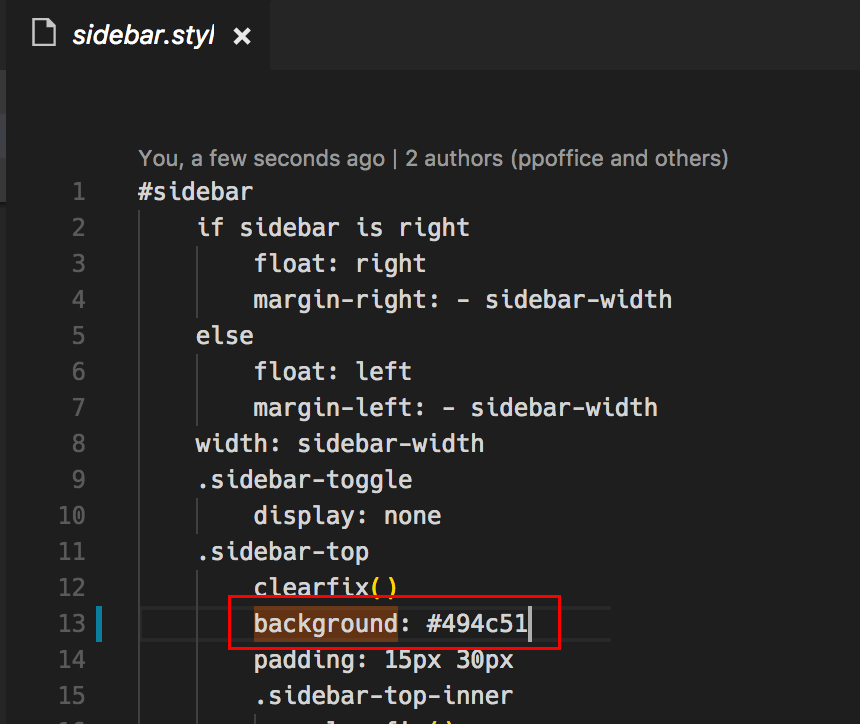 sidebar.styl
You, a few seconds ago | 2 authors (ppoffice and others)
1 #sidebar
2 if sidebar is right
3 float: right
4 margin-right: - sidebar-width
5 else
6 float: left
7 margin-left: - sidebar-width
8 width: sidebar-width
9 .sidebar-toggle
10 display: none
11 .sidebar-top
12 clearfix()
13 background: #494c51
14 padding: 15px 30px
15 .sidebar-top-inner